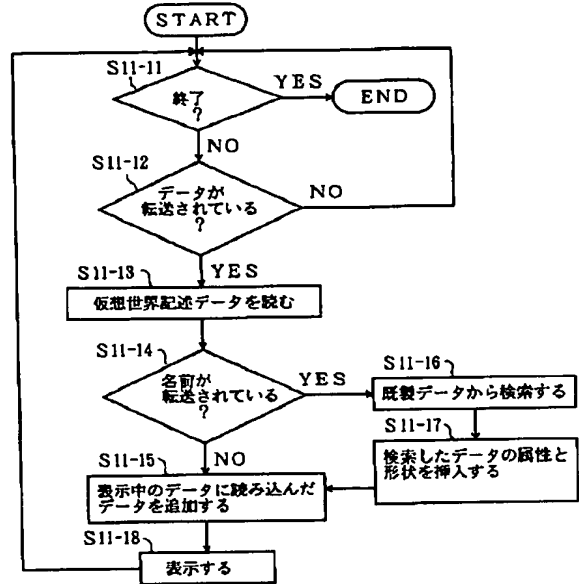 START
S11-11
終了
?
YES
END
NO
S11-12
データが
転送されている
?
NO
YES
S11-13
仮想世界記述データを読む
S11-14
名前が
転送されている
?
YES
S11-16
既製データから検索する
S11-17
検索したデータの属性と
形状を挿入する
NO
S11-15
表示中のデータに読み込んだ
データを追加する
S11-18
表示する